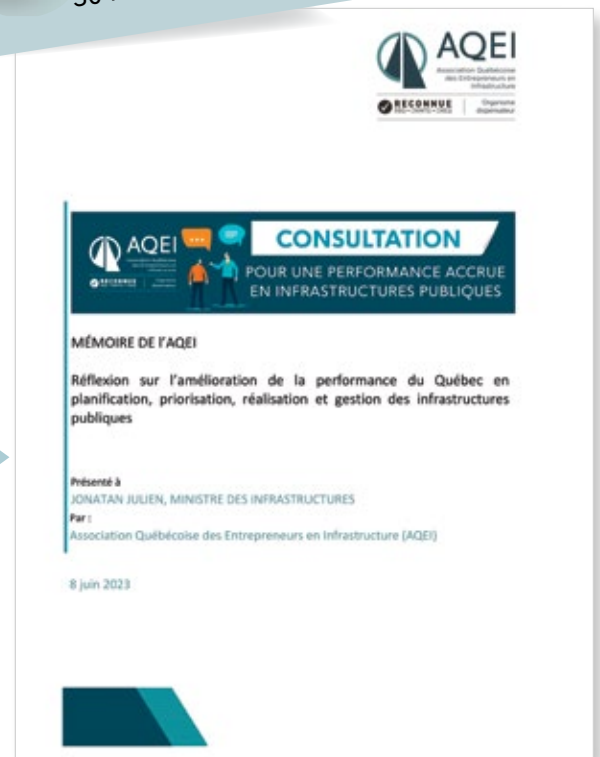 AQEI
Association Québécoise
des Entrepreneurs en
Infrastructure
RECONNUE
Organisme
dispensateur
AQEI
CONSULTATION
POUR UNE PERFORMANCE ACCRUE
EN INFRASTRUCTURES PUBLIQUES
RECONNUE
MÉMOIRE DE l'AQEI
Réflexion sur l'amélioration de la performance du Québec en
planification, priorisation, réalisation et gestion des infrastructures
publiques
Présenté à
JONATAN JULIEN, MINISTRE DES INFRASTRUCTURES
Par :
Association Québécoise des Entrepreneurs en Infrastructure (AQEI)
8 juin 2023